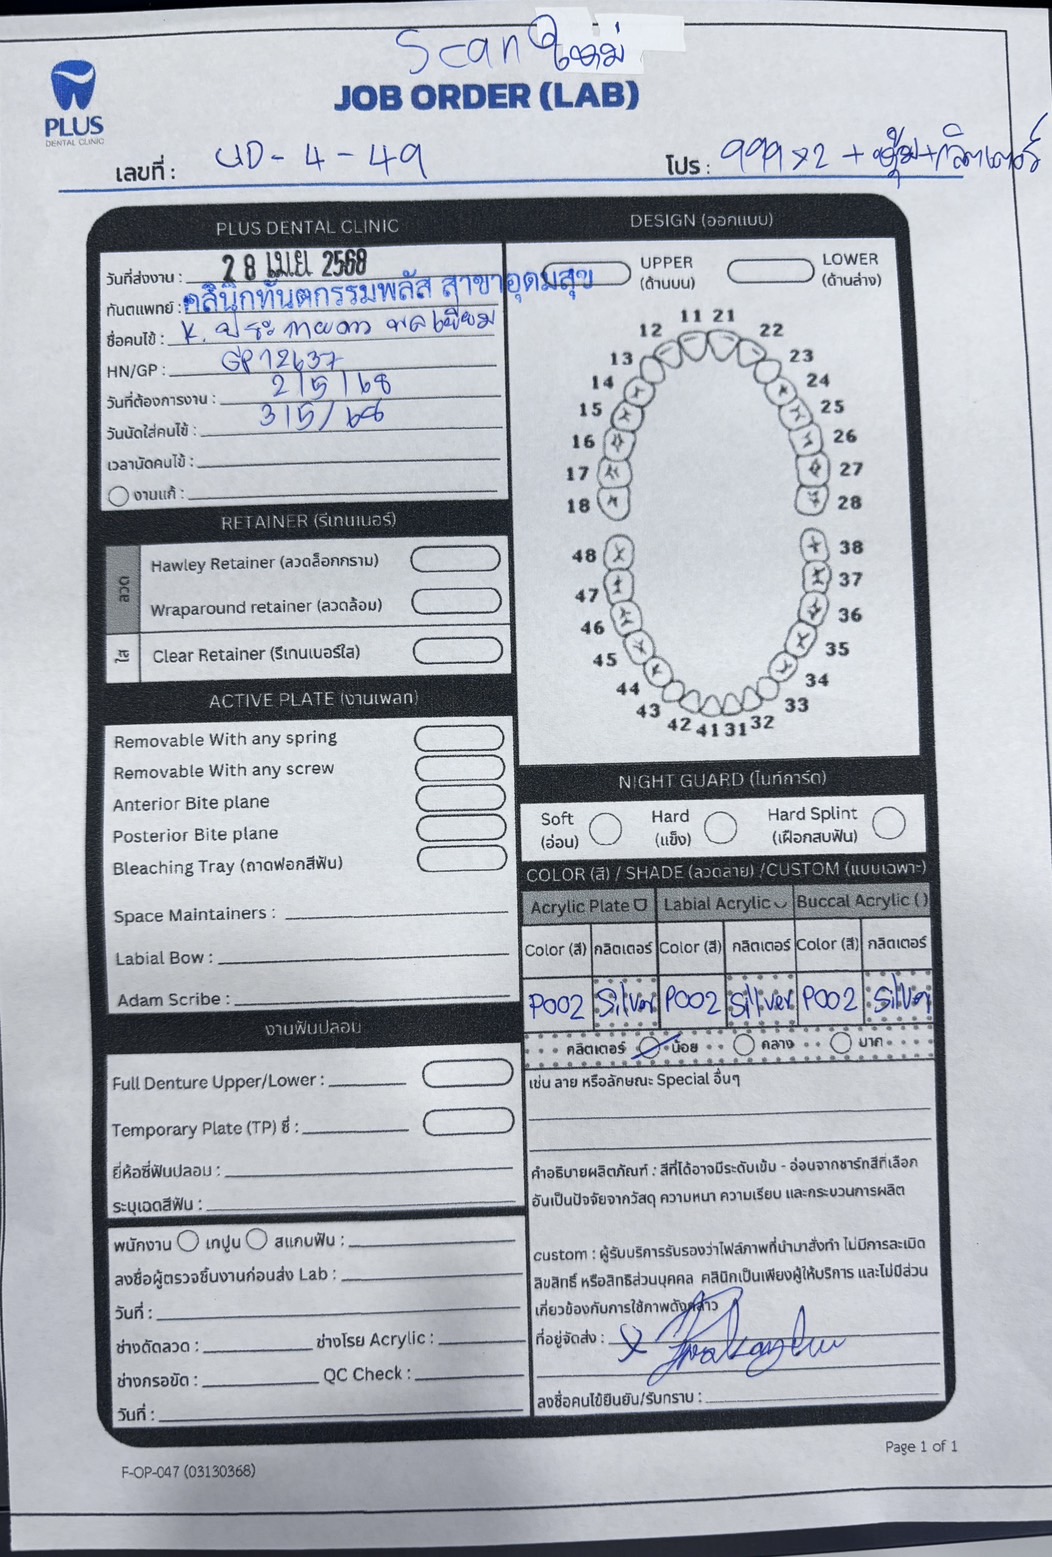 Scan ใหม่
PLUS
DENTAL CLINIC
JOB ORDER (LAB)
เลขที่ : UD - 4 - 49
โปร : 999x2 + หุ้ม+กลิตเตอร์
PLUS DENTAL CLINIC
วันที่ส่งงาน : 28 เม.ย. 2568
ทันตแพทย์ : คลินิกทันตกรรมพลัส สาขาอุดมสุข
ชื่อคนไข้ : K. ประกายดาว
HN/GP : GP12637
วันที่ต้องการงาน : 2/5/68
วันนัดใส่คนไข้ : 3/5/68
เวลานัดคนไข้ :
งานแก้ :
DESIGN (ออกแบบ)
UPPER (ด้านบน)
LOWER (ด้านล่าง)
11 21
12 22
13 23
14 24
15 25
16 26
17 27
18 28
48 38
47 37
46 36
45 35
44 34
43 33
42 41 31 32
RETAINER (รีเทนเนอร์)
ลวด
Hawley Retainer (ลวดล็อกกราม)
Wraparound retainer (ลวดล้อม)
ใส
Clear Retainer (รีเทนเนอร์ใส)
ACTIVE PLATE (งานเพลท)
Removable With any spring
Removable With any screw
Anterior Bite plane
Posterior Bite plane
Bleaching Tray (ถาดฟอกสีฟัน)
Space Maintainers :
Labial Bow :
Adam Scribe :
NIGHT GUARD (ไนท์การ์ด)
Soft (อ่อน)
Hard (แข็ง)
Hard Splint (เฝือกสบฟัน)
COLOR (สี) / SHADE (ลวดลาย) /CUSTOM (แบบเฉพาะ)
Acrylic Plate Labial Acrylic Buccal Acrylic ( )
Color (สี) กลิตเตอร์ Color (สี) กลิตเตอร์ Color (สี) กลิตเตอร์
P002 Silver P002 Sillver P002 Silver
กลิตเตอร์ น้อย กลาง มาก
เช่น ลาย หรือลักษณะ Special อื่นๆ
งานฟันปลอม
Full Denture Upper/Lower :
Temporary Plate (TP) ซี่ :
ยี่ห้อซี่ฟันปลอม :
ระบุเฉดสีฟัน :
คำอธิบายผลิตภัณฑ์ : สีที่ได้อาจมีระดับเข้ม - อ่อนจากชาร์ทสีที่เลือก
อันเป็นปัจจัยจากวัสดุ ความหนา ความเรียบ และกระบวนการผลิต
custom : ผู้รับบริการรับรองว่าไฟล์ภาพที่นำมาสั่งทำ ไม่มีการละเมิด
ลิขสิทธิ์ หรือสิทธิส่วนบุคคล คลินิกเป็นเพียงผู้ให้บริการ และไม่มีส่วน
เกี่ยวข้องกับการใช้ภาพดังกล่าว
ที่อยู่จัดส่ง :
ลงชื่อคนไข้ยืนยัน/รับทราบ :
พนักงาน เทปูน สแกนฟัน :
ลงชื่อผู้ตรวจชิ้นงานก่อนส่ง Lab :
วันที่ :
ช่างดัดลวด : ช่างโรย Acrylic :
ช่างกรอขัด : QC Check :
วันที่ :
Page 1 of 1
F-OP-047 (03130368)